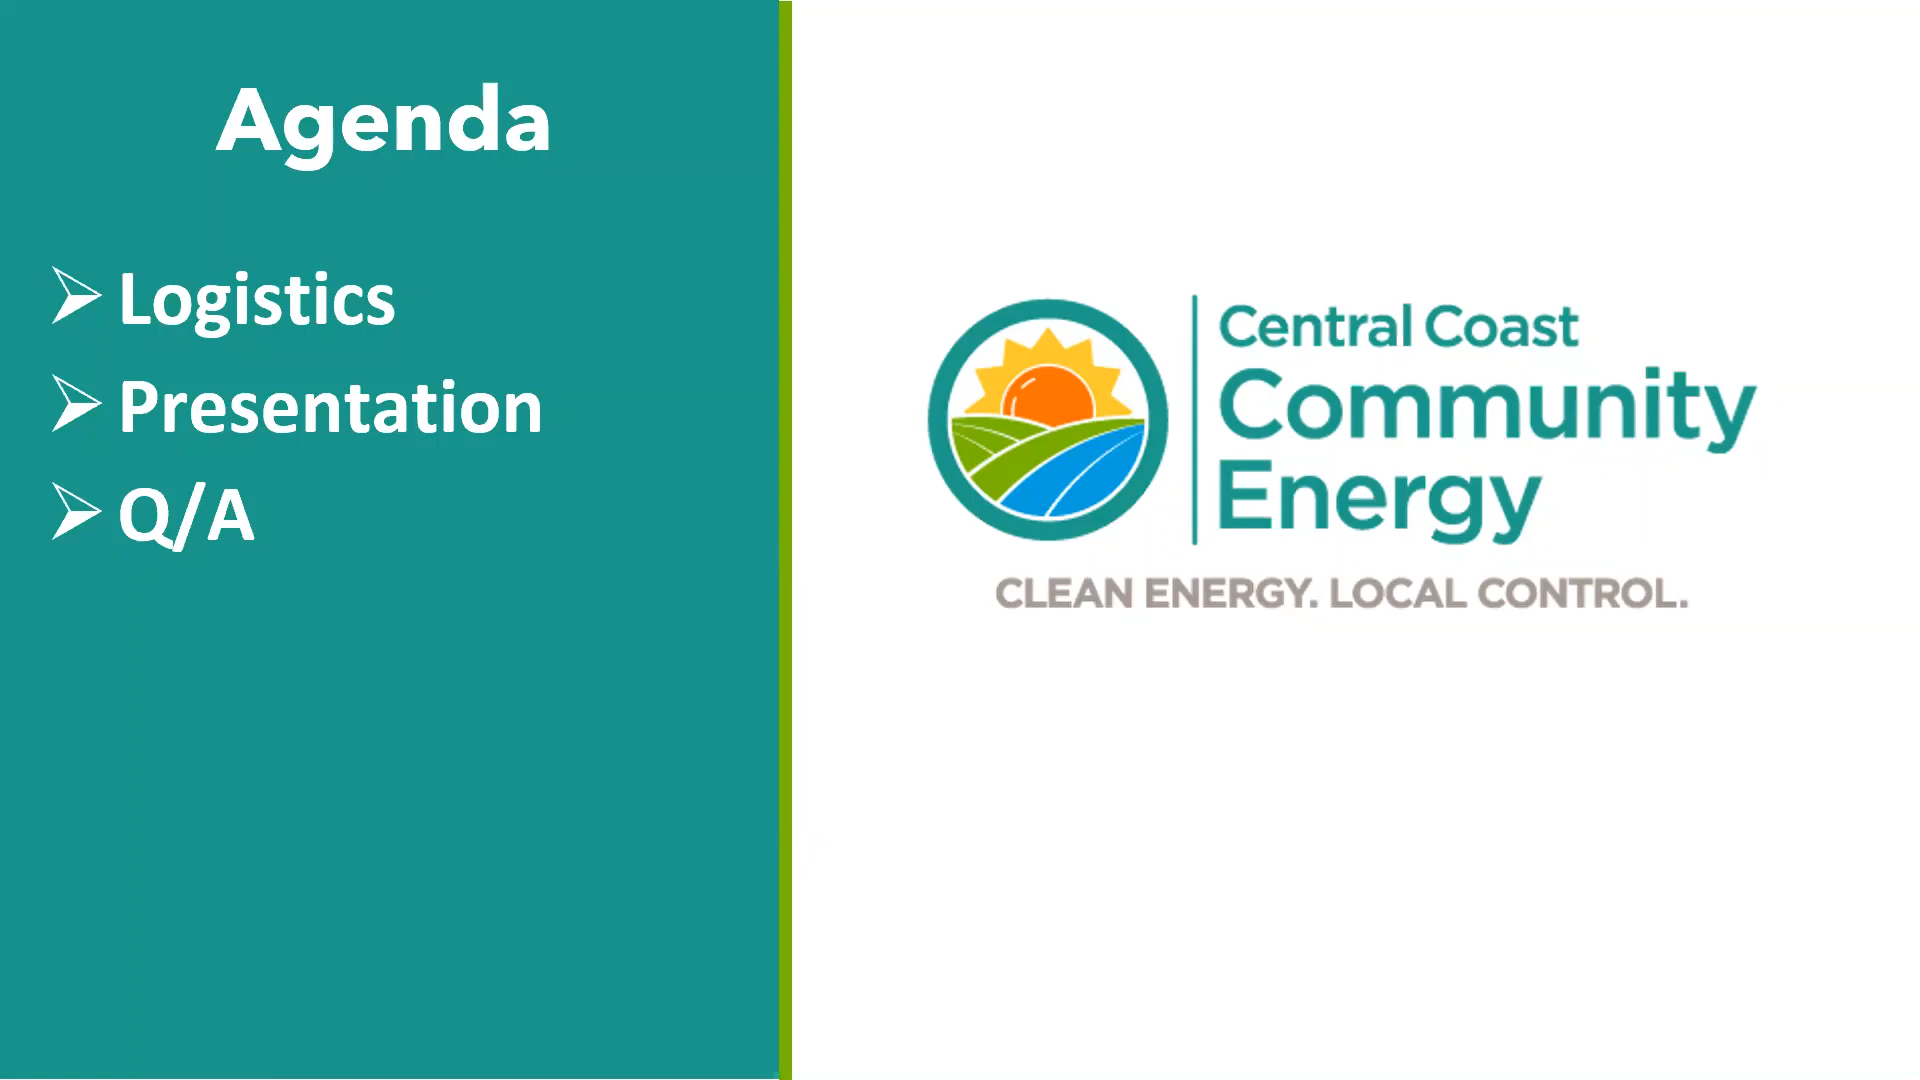 Agenda
Logistics
Presentation
Q/A
Central Coast
Community
Energy
CLEAN ENERGY. LOCAL CONTROL.